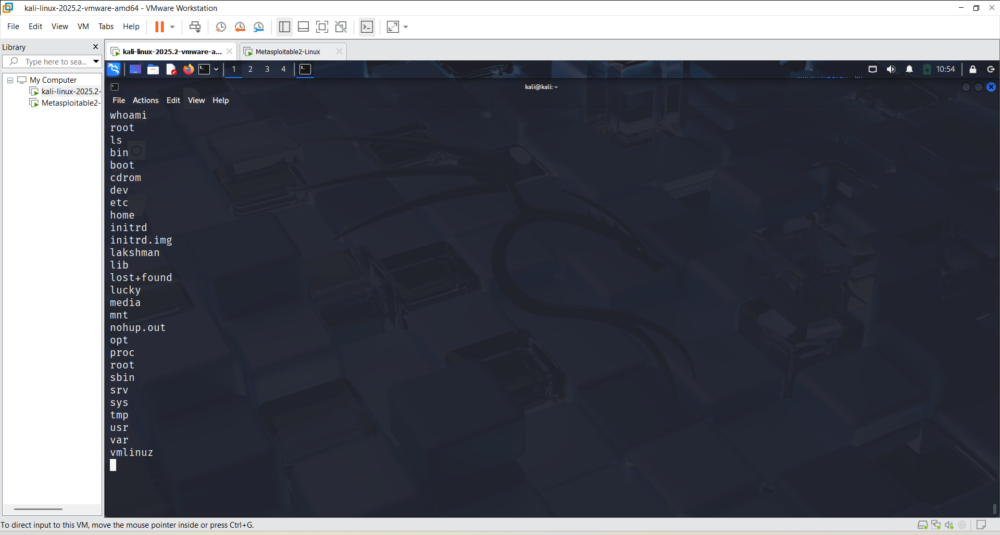 kali-linux-2025.2-vmware-amd64 - VMware Workstation
File Edit View VM Tabs Help
Library
Type here to sea...
My Computer
kali-linux-2025.2-
Metasploitable2-
kali-linux-2025.2-vmware-a...
Metasploitable2-Linux
1 2 3 4
10:54
kali@kali: ~
File Actions Edit View Help
whoami
root
ls
bin
boot
cdrom
dev
etc
home
initrd
initrd.img
lakshman
lib
lost+found
lucky
media
mnt
nohup.out
opt
proc
root
sbin
srv
sys
tmp
usr
var
vmlinuz
To direct input to this VM, move the mouse pointer inside or press Ctrl+G.